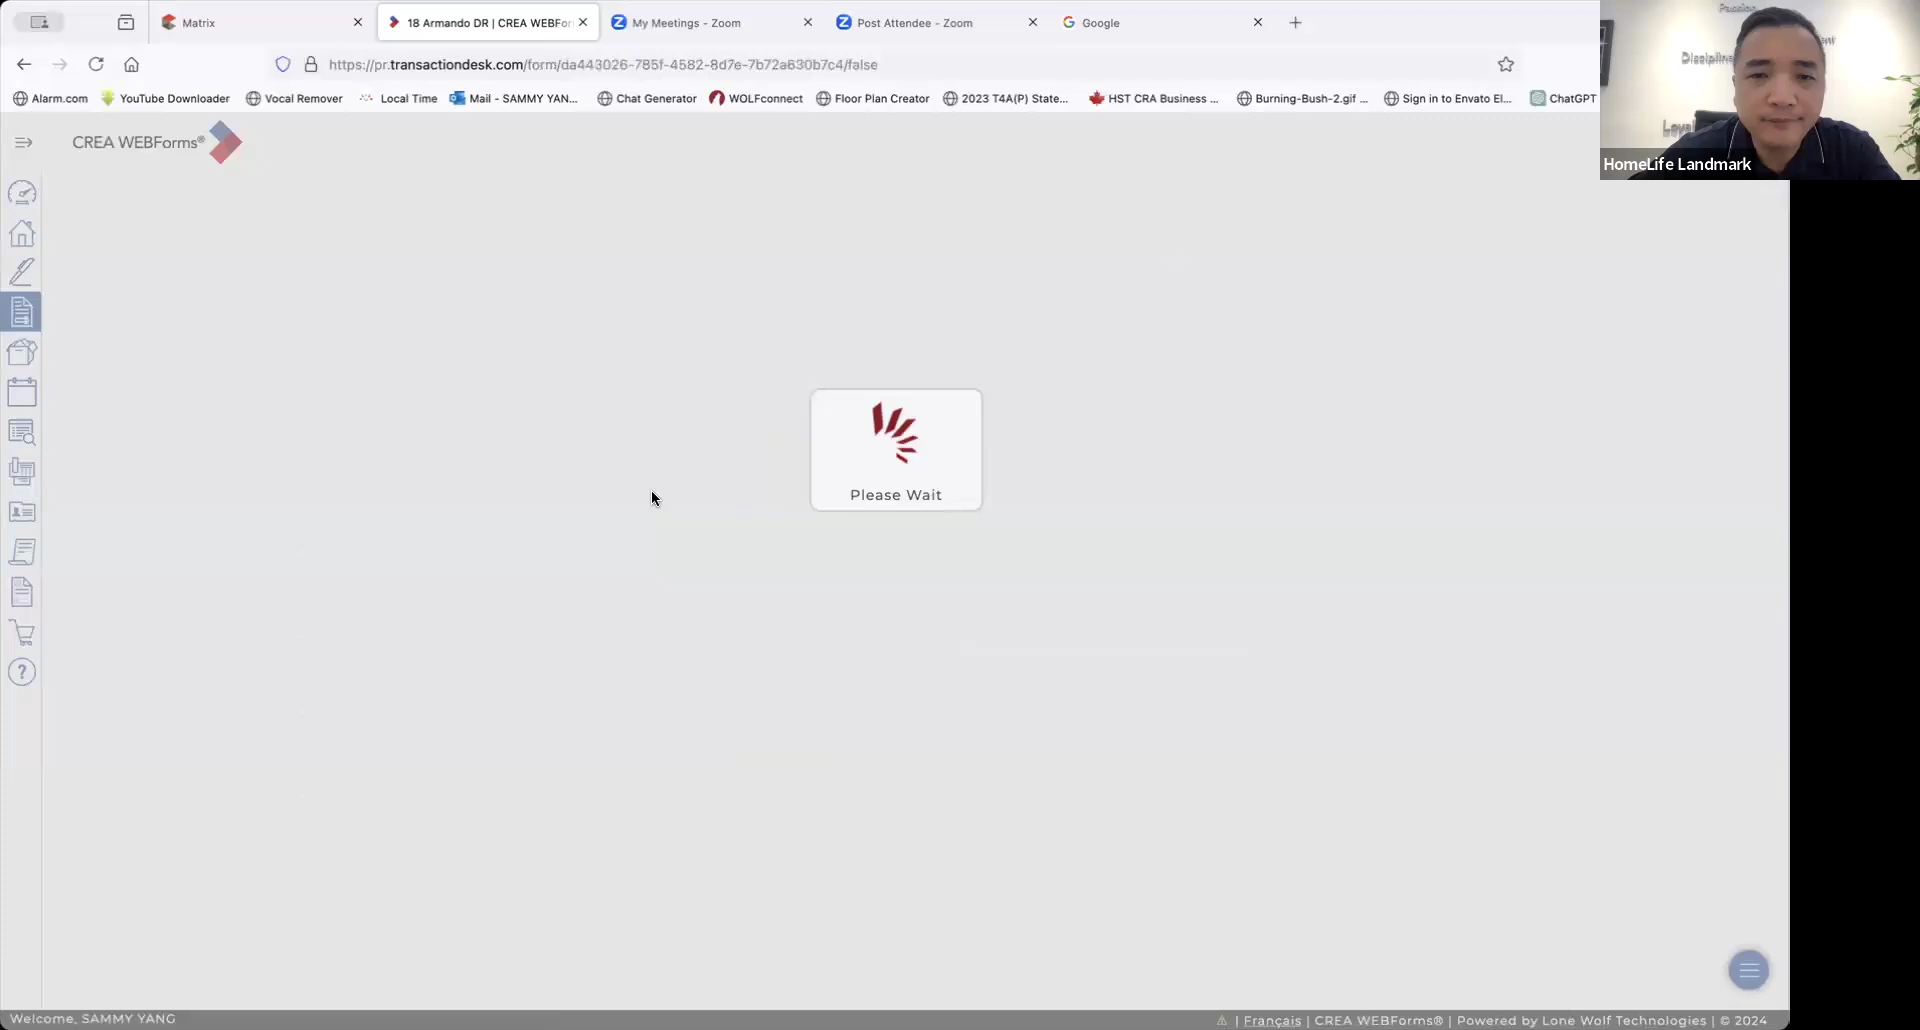 Matrix
18 Armando DR | CREA WEBFor
My Meetings - Zoom
Post Attendee - Zoom
Google
https://pr.transactiondesk.com/form/da443026-785f-4582-8d7e-7b72a630b7c4/false
Alarm.com
YouTube Downloader
Vocal Remover
Local Time
Mail - SAMMY YAN...
Chat Generator
WOLFconnect
Floor Plan Creator
2023 T4A(P) State...
HST CRA Business ...
Burning-Bush-2.gif ...
Sign in to Envato El...
ChatGPT
Passion
Discipline
HomeLife Landmark
CREA WEBForms®
Please Wait
Welcome, SAMMY YANG
| Français | CREA WEBForms® | Powered by Lone Wolf Technologies | © 2024